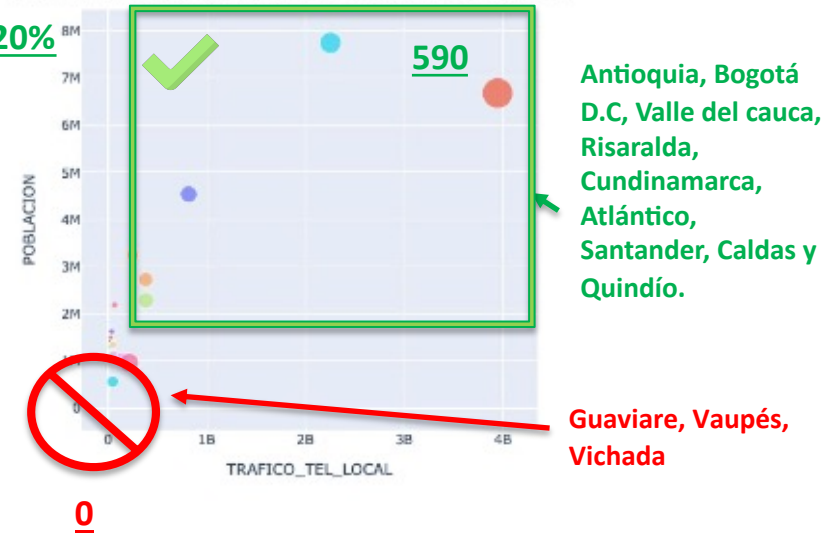 20%
8M
590
7M
6M
5M
4M
3M
2M
0
POBLACION
0
1B
2B
3B
4B
TRAFICO_TEL_LOCAL
Antioquia, Bogotá
D.C, Valle del cauca,
Risaralda,
Cundinamarca,
Atlántico,
Santander, Caldas y
Quindío.
Guaviare, Vaupés,
Vichada
0